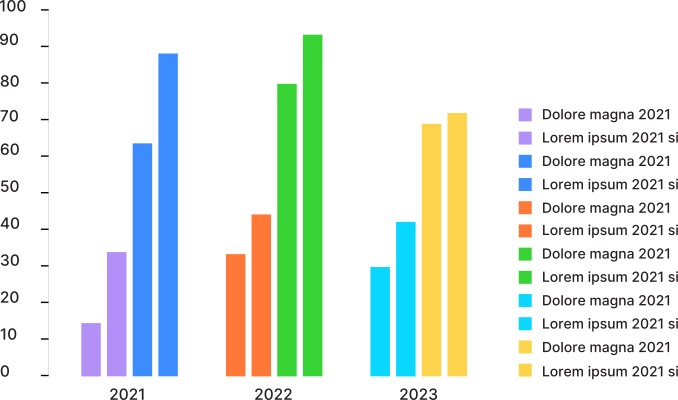 100
90
80
70
60
50
40
30
20
10
0
2021 2022 2023
Dolore magna 2021
Lorem ipsum 2021 si
Dolore magna 2021
Lorem ipsum 2021 si
Dolore magna 2021
Lorem ipsum 2021 si
Dolore magna 2021
Lorem ipsum 2021 si
Dolore magna 2021
Lorem ipsum 2021 si
Dolore magna 2021
Lorem ipsum 2021 si